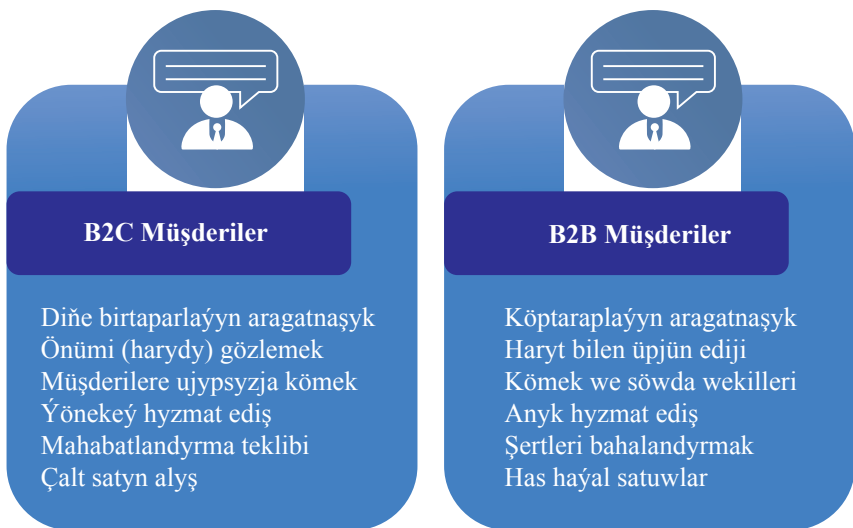 B2C Müşderiler
Diňe birtaparlaýyn aragatnaşyk
Önümi (harydy) gözlemek
Müşderilere ujypsyzja kömek
Ýönekeý hyzmat ediş
Mahabatlandyrma teklibi
Çalt satyn alyş
B2B Müşderiler
Köptaraplaýyn aragatnaşyk
Haryt bilen üpjün ediji
Kömek we söwda wekilleri
Anyk hyzmat ediş
Şertleri bahalandyrmak
Has haýal satuwlar